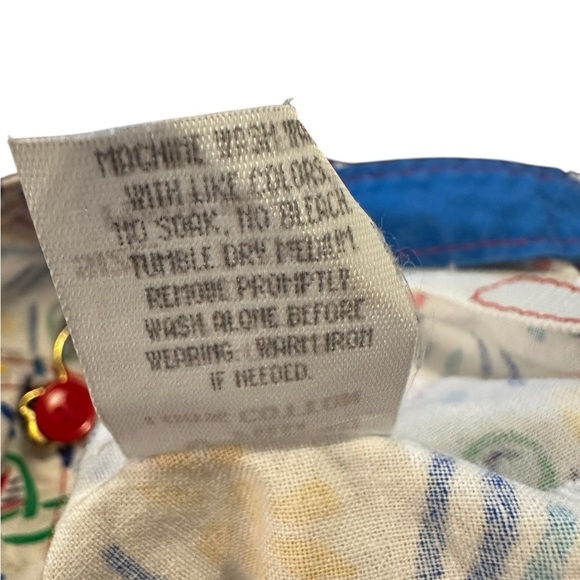 MACHINE WASH
WITH LIKE COLORS
NO SOAK, NO BLEACH
TUMBLE DRY MEDIUM
REMOVE PROMPTLY.
WASH ALONE BEFORE
WEARING. WARM IRON
IF NEEDED.
COTTON